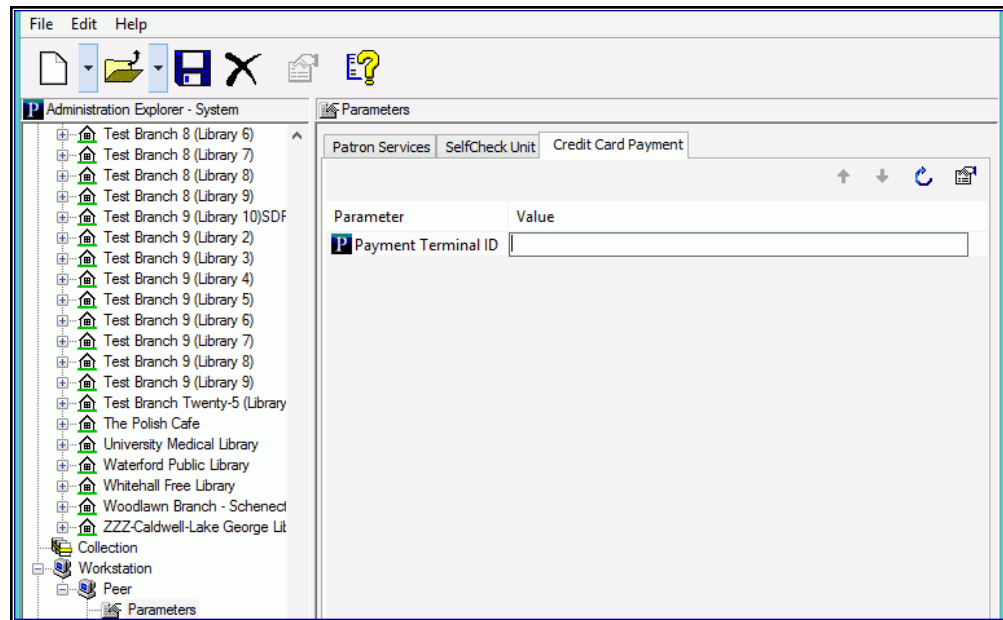 File Edit Help
P Administration Explorer - System
Parameters
Test Branch 8 (Library 6)
Test Branch 8 (Library 7)
Test Branch 8 (Library 8)
Test Branch 8 (Library 9)
Test Branch 9 (Library 10)SDF
Test Branch 9 (Library 2)
Test Branch 9 (Library 3)
Test Branch 9 (Library 4)
Test Branch 9 (Library 5)
Test Branch 9 (Library 6)
Test Branch 9 (Library 7)
Test Branch 9 (Library 8)
Test Branch 9 (Library 9)
Test Branch Twenty-5 (Library
The Polish Cafe
University Medical Library
Waterford Public Library
Whitehall Free Library
Woodlawn Branch - Schenect
ZZZ-Caldwell-Lake George Lib
Collection
Workstation
Peer
Parameters
Patron Services SelfCheck Unit Credit Card Payment
Parameter Value
P Payment Terminal ID